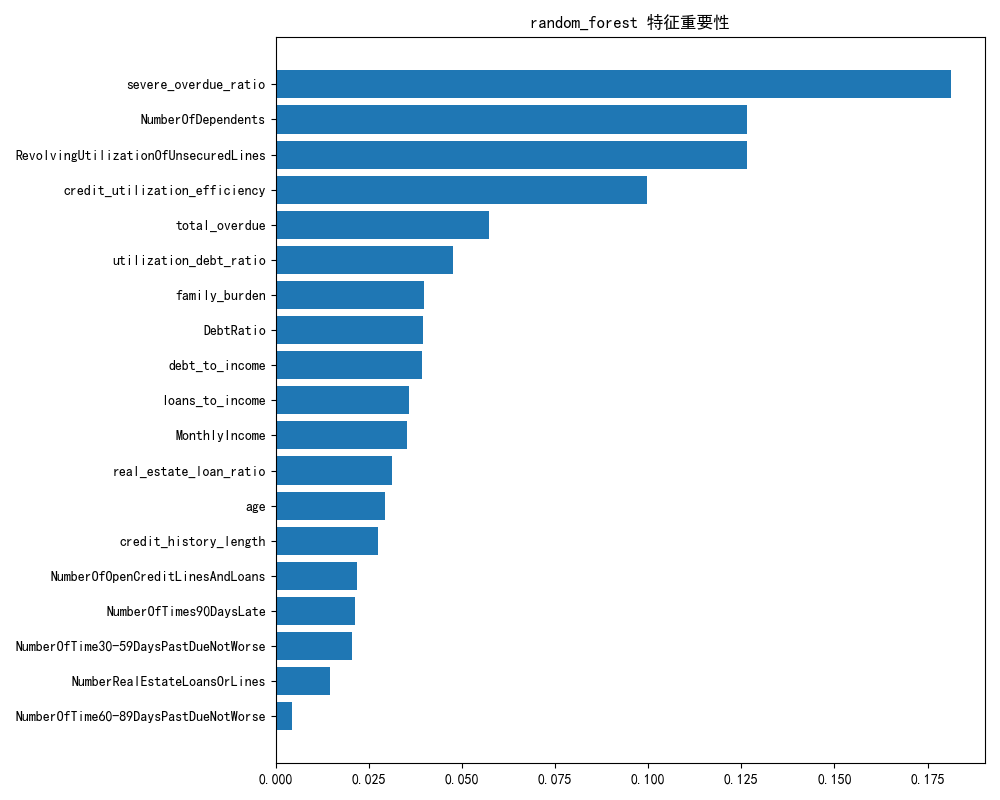 random_forest 特征重要性
severe_overdue_ratio
NumberOfDependents
RevolvingUtilizationOfUnsecuredLines
credit_utilization_efficiency
total_overdue
utilization_debt_ratio
family_burden
DebtRatio
debt_to_income
loans_to_income
MonthlyIncome
real_estate_loan_ratio
age
credit_history_length
NumberOfOpenCreditLinesAndLoans
NumberOfTimes90DaysLate
NumberOfTime30-59DaysPastDueNotWorse
NumberRealEstateLoansOrLines
NumberOfTime60-89DaysPastDueNotWorse
0.000 0.025 0.050 0.075 0.100 0.125 0.150 0.175